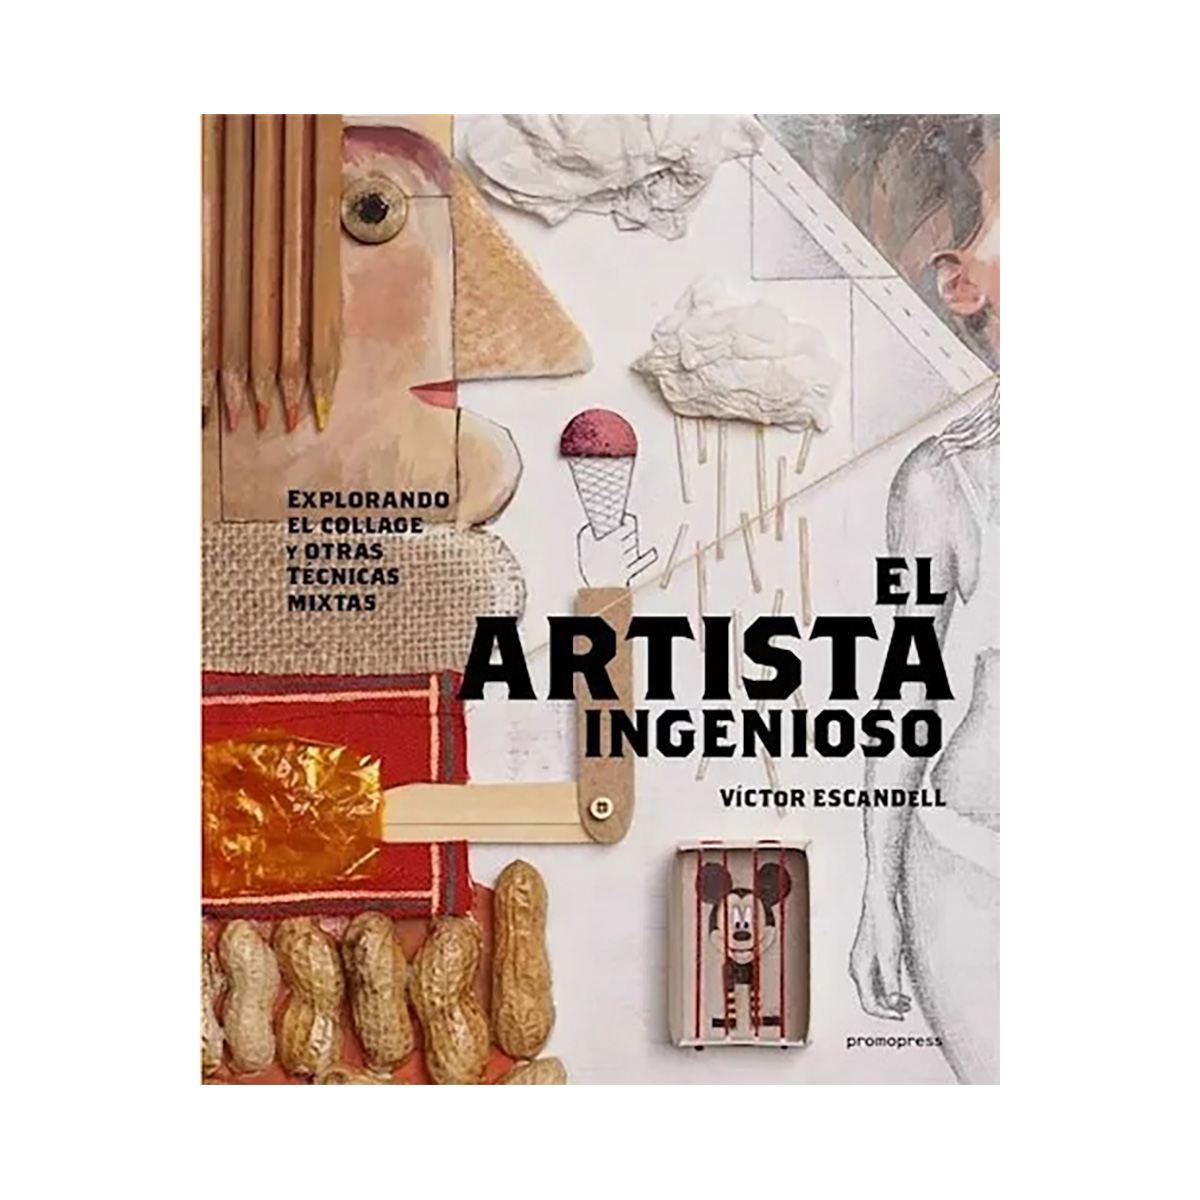 EXPLORANDO
EL COLLAGE
Y OTRAS
TÉCNICAS
MIXTAS
EL
ARTISTA
INGENIOSO
VÍCTOR ESCANDELL
promopress